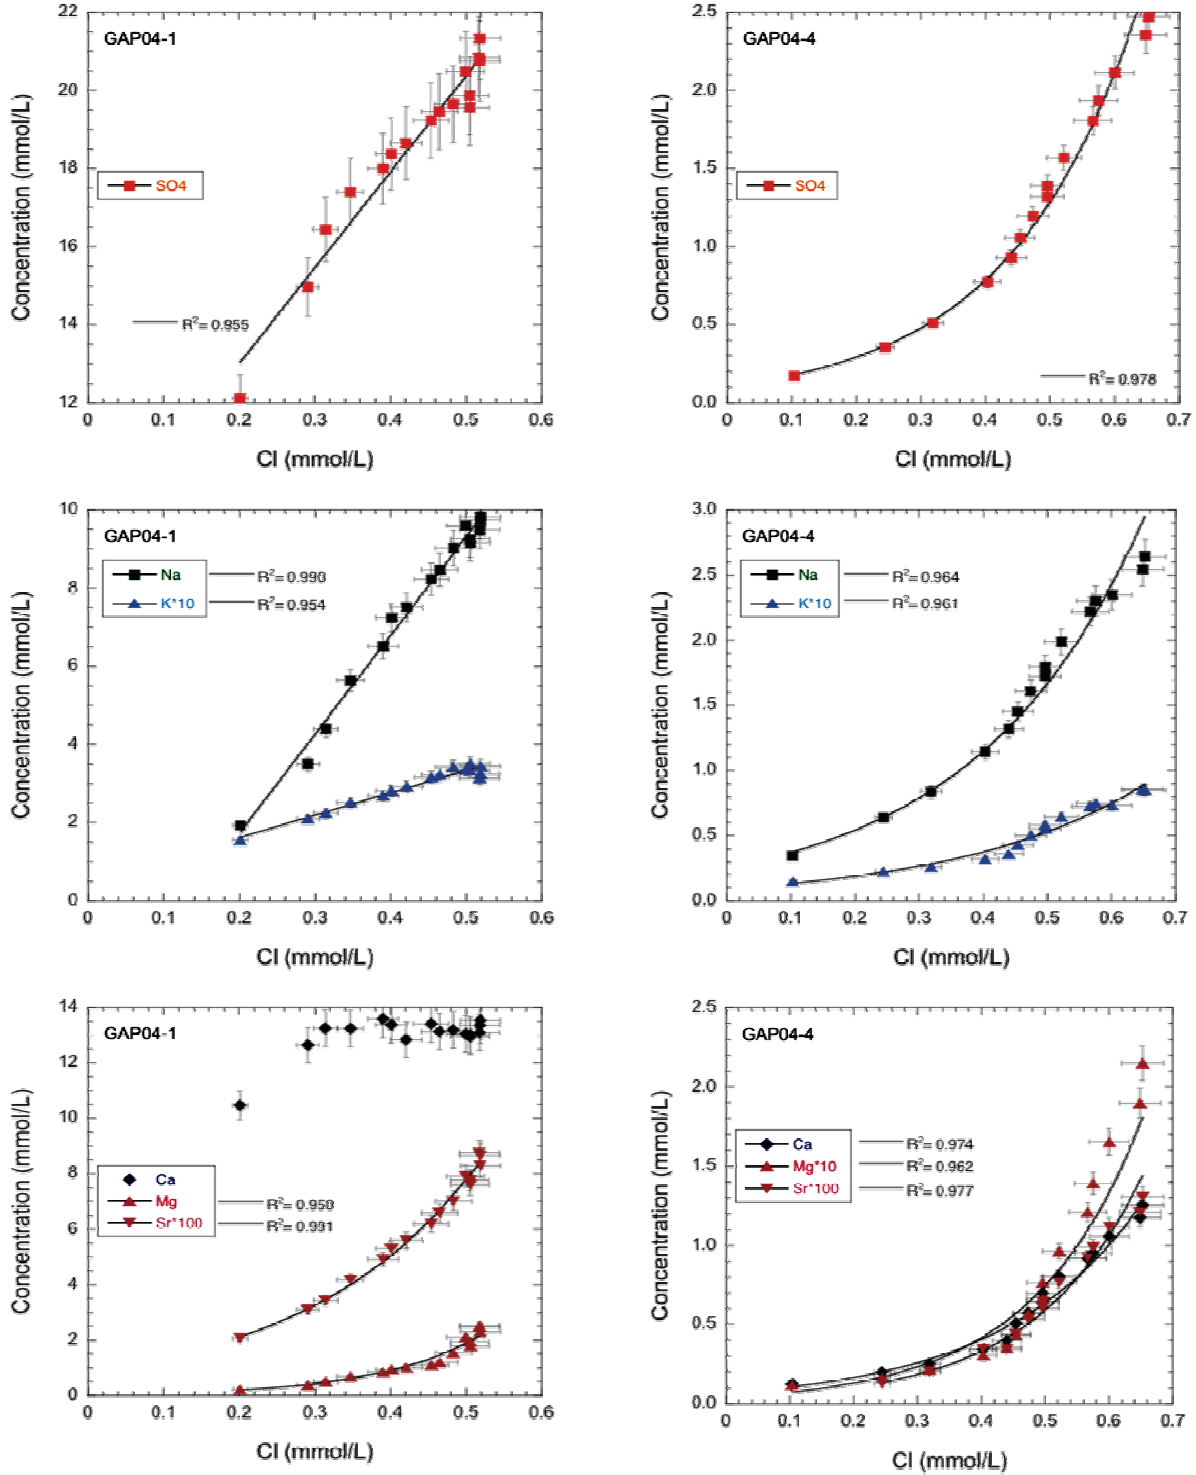 GAP04-1
Concentration (mmol/L)
22
20
18
16
14
12
SO4
R²= 0.955
0 0.1 0.2 0.3 0.4 0.5 0.6
Cl (mmol/L)
GAP04-4
Concentration (mmol/L)
2.5
2.0
1.5
1.0
0.5
0.0
SO4
R²= 0.978
0 0.1 0.2 0.3 0.4 0.5 0.6 0.7
Cl (mmol/L)
GAP04-1
Concentration (mmol/L)
10
8
6
4
2
0
Na R²= 0.990
K*10 R²= 0.954
0 0.1 0.2 0.3 0.4 0.5 0.6
Cl (mmol/L)
GAP04-4
Concentration (mmol/L)
3.0
2.5
2.0
1.5
1.0
0.5
0.0
Na R²= 0.964
K*10 R²= 0.961
0 0.1 0.2 0.3 0.4 0.5 0.6 0.7
Cl (mmol/L)
GAP04-1
Concentration (mmol/L)
14
12
10
8
6
4
2
0
Ca
Mg R²= 0.958
Sr*100 R²= 0.991
0 0.1 0.2 0.3 0.4 0.5 0.6
Cl (mmol/L)
GAP04-4
Concentration (mmol/L)
2.5
2.0
1.5
1.0
0.5
0.0
Ca R²= 0.974
Mg*10 R²= 0.962
Sr*100 R²= 0.977
0 0.1 0.2 0.3 0.4 0.5 0.6 0.7
Cl (mmol/L)